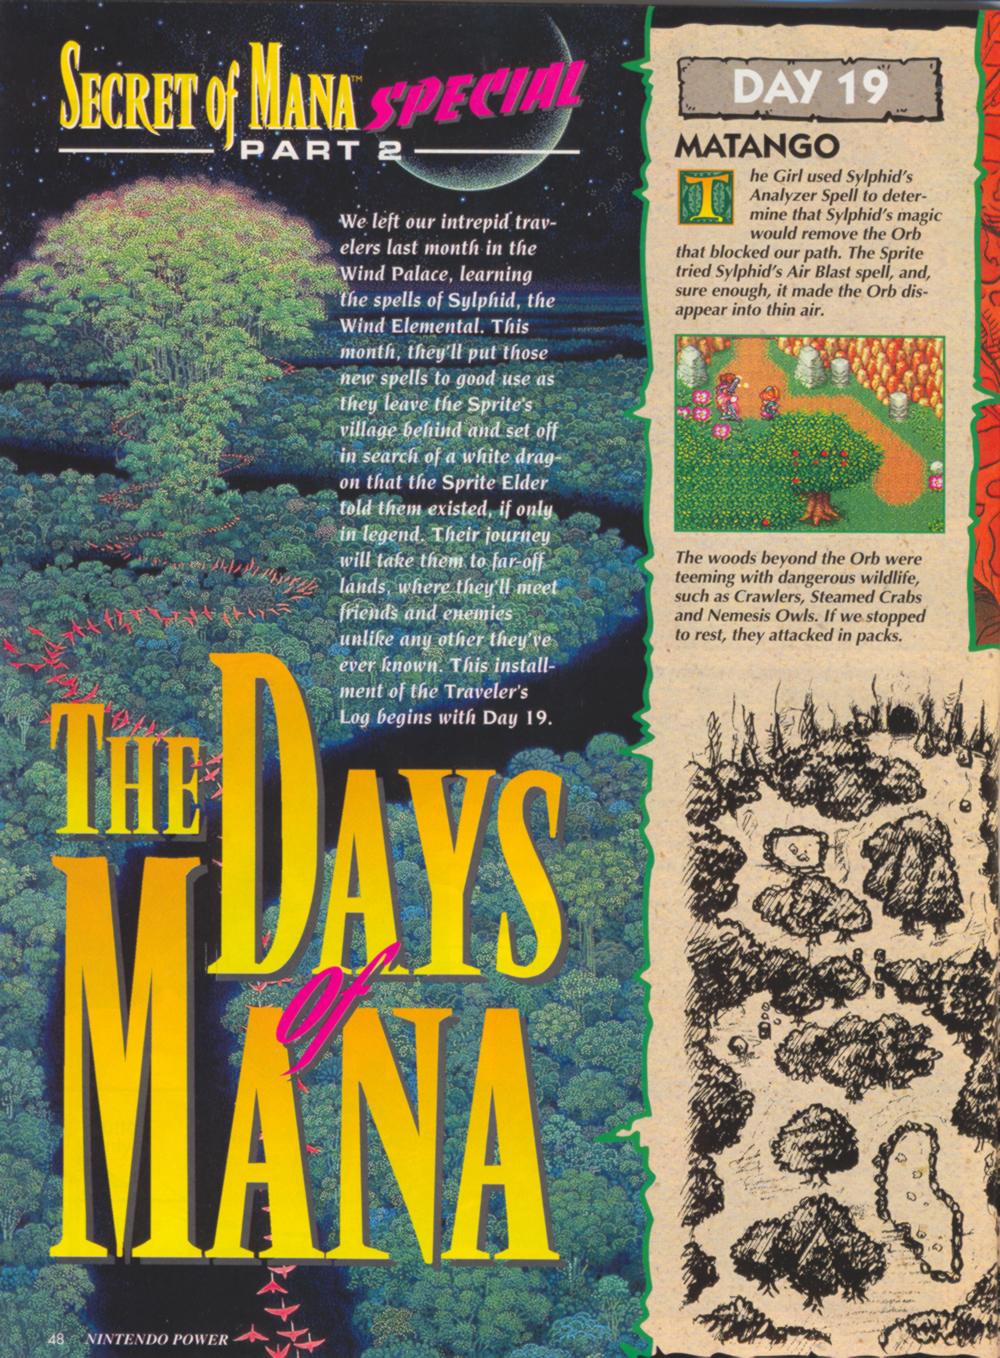 SECRET of MANA™ SPECIAL
PART 2
We left our intrepid trav-
elers last month in the
Wind Palace, learning
the spells of Sylphid, the
Wind Elemental. This
month, they'll put those
new spells to good use as
they leave the Sprite's
village behind and set off
in search of a white drag-
on that the Sprite Elder
told them existed, if only
in legend. Their journey
will take them to far-off
lands, where they'll meet
friends and enemies
unlike any other they've
ever known. This install-
ment of the Traveler's
Log begins with Day 19.
THE DAYS
of
MANA
48 NINTENDO POWER
DAY 19
MATANGO
The Girl used Sylphid's
Analyzer Spell to deter-
mine that Sylphid's magic
would remove the Orb
that blocked our path. The Sprite
tried Sylphid's Air Blast spell, and,
sure enough, it made the Orb dis-
appear into thin air.
The woods beyond the Orb were
teeming with dangerous wildlife,
such as Crawlers, Steamed Crabs
and Nemesis Owls. If we stopped
to rest, they attacked in packs.